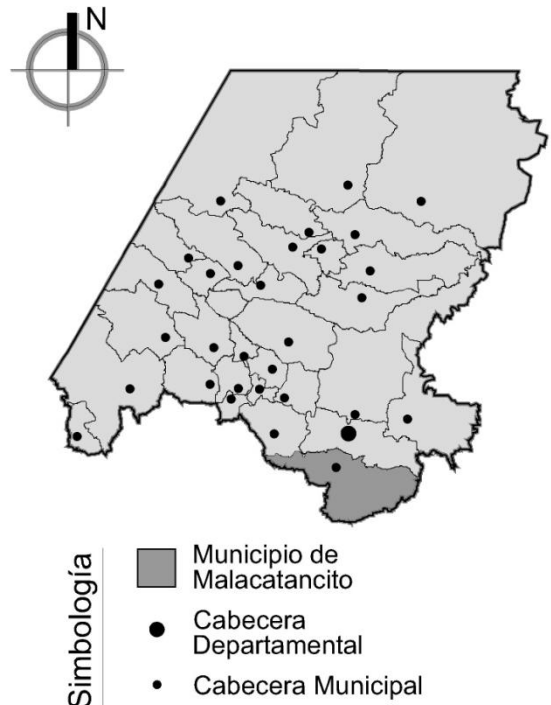 N
Simbología
Municipio de
Malacatancito
Cabecera
Departamental
Cabecera Municipal